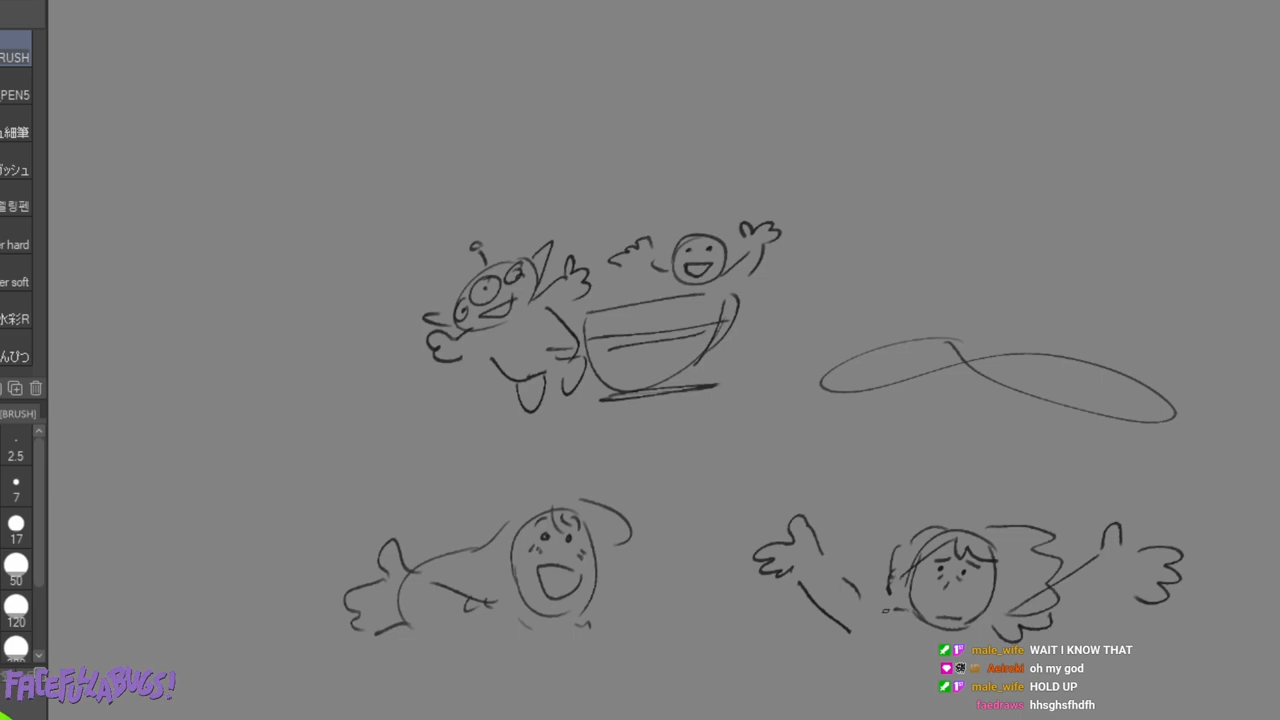 RUSH
PEN5
細筆
ッシュ
링펜
er hard
er soft
水彩R
んぴつ
[BRUSH]
2.5
7
17
50
120
FACEFULLABUGS!
male_wife WAIT I KNOW THAT
Aeiroki oh my god
male_wife HOLD UP
faedraws hhsghsfhdfh